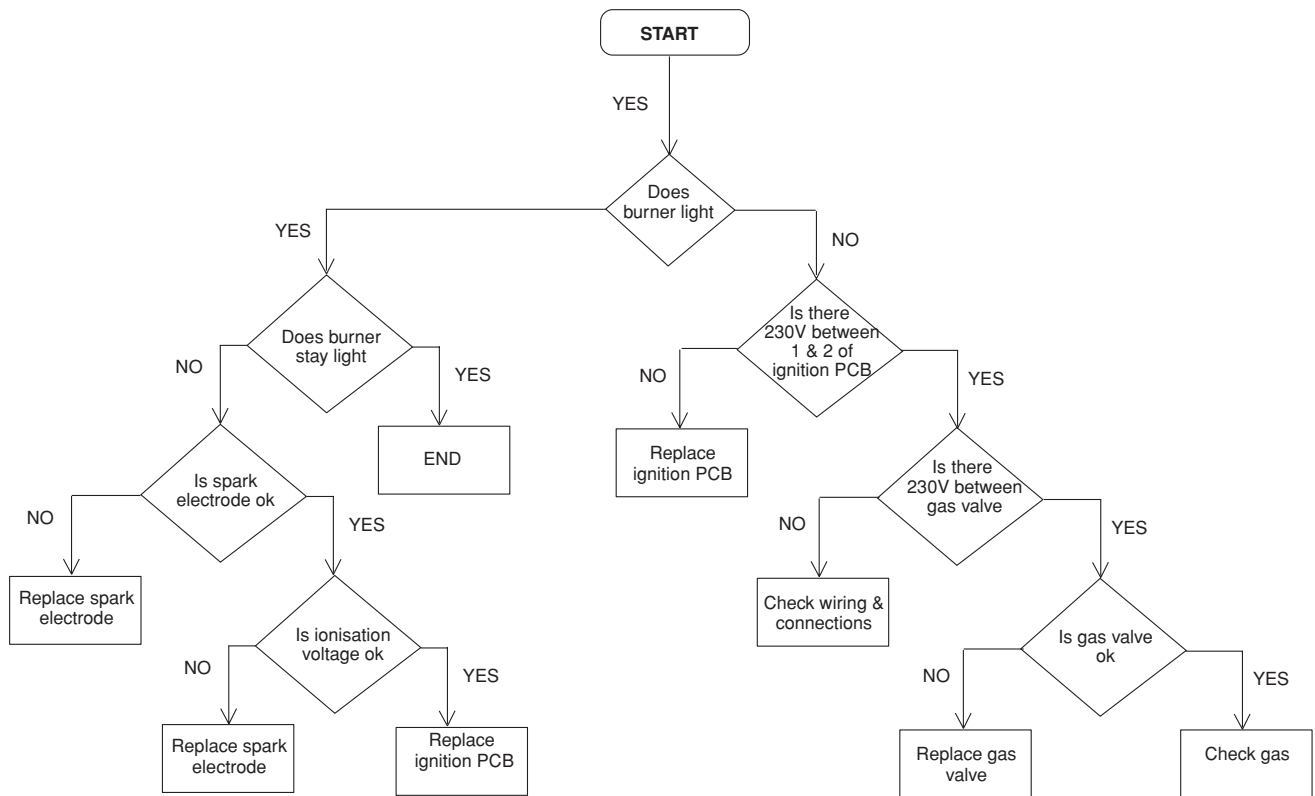 START
YES
Does
burner light
YES
NO
Does burner
stay light
Is there
230V between
1 & 2 of
ignition PCB
NO
YES
NO
YES
END
Replace
ignition PCB
Is spark
electrode ok
Is there
230V between
gas valve
NO
YES
NO
YES
Replace spark
electrode
Is ionisation
voltage ok
Check wiring &
connections
Is gas valve
ok
NO
YES
NO
YES
Replace spark
electrode
Replace
ignition PCB
Replace gas
valve
Check gas